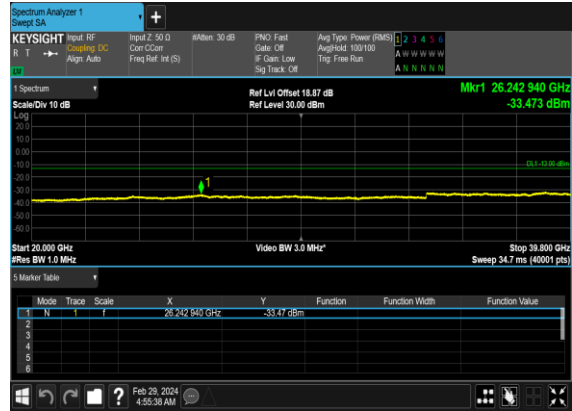 Spectrum Analyzer 1
Swept SA
KEYSIGHT
R T
Input: RF
Coupling: DC
Align: Auto
Input Z: 50 Ω
Corr CCorr
Freq Ref: Int (S)
#Atten: 30 dB
PNO: Fast
Gate: Off
IF Gain: Low
Sig Track: Off
Avg Type: Power (RMS)
Avg|Hold: 100/100
Trig: Free Run
1 2 3 4 5 6
A W W W W W
A N N N N N
1 Spectrum
Scale/Div 10 dB
Ref Lvl Offset 18.87 dB
Ref Level 30.00 dBm
Mkr1 26.242 940 GHz
-33.473 dBm
Log
20.0
10.0
0.00
-10.0
-20.0
-30.0
-40.0
-50.0
-60.0
DL1 -13.00 dBm
1
Start 20.000 GHz
#Res BW 1.0 MHz
Video BW 3.0 MHz*
Stop 39.800 GHz
Sweep 34.7 ms (40001 pts)
5 Marker Table
Mode Trace Scale X Y Function Function Width Function Value
1 N 1 f 26.242 940 GHz -33.47 dBm
2
3
4
5
6
?
Feb 29, 2024
4:55:38 AM